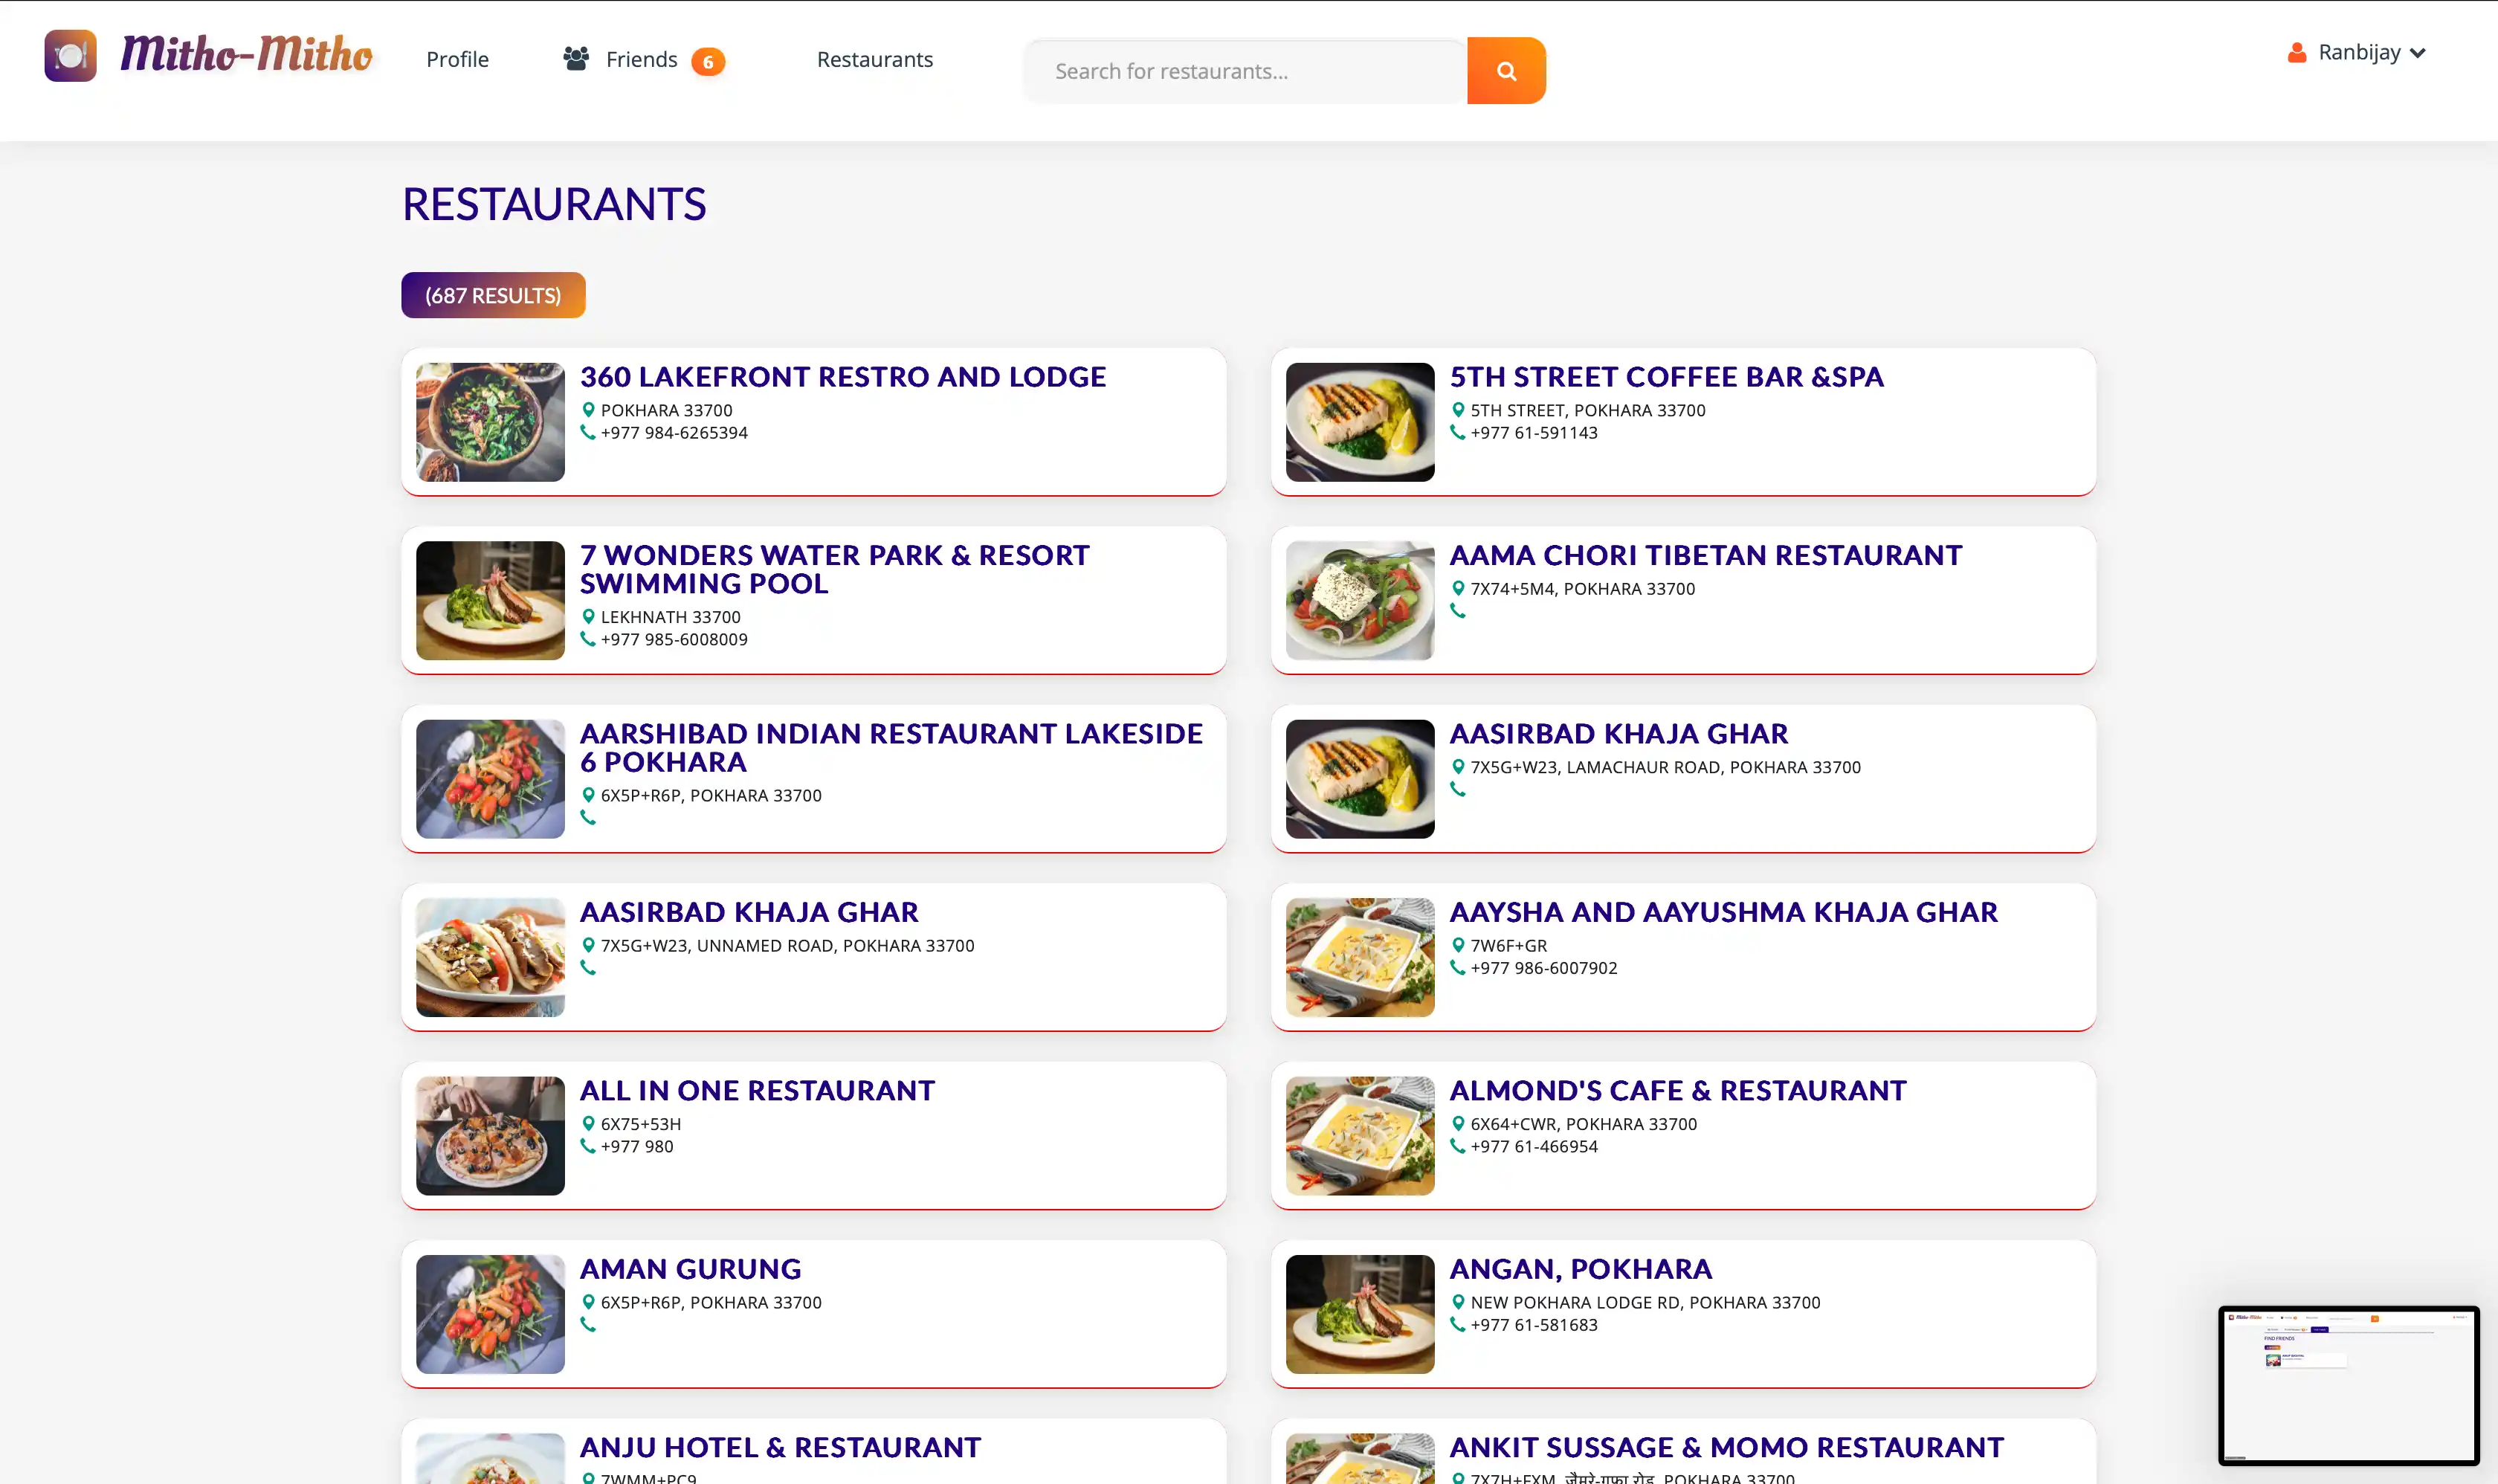 Mitho-Mitho
Profile
Friends 6
Restaurants
Search for restaurants...
Ranbijay
RESTAURANTS
(687 RESULTS)
360 LAKEFRONT RESTRO AND LODGE
POKHARA 33700
+977 984-6265394
5TH STREET COFFEE BAR &SPA
5TH STREET, POKHARA 33700
+977 61-591143
7 WONDERS WATER PARK & RESORT
SWIMMING POOL
LEKHNATH 33700
+977 985-6008009
AAMA CHORI TIBETAN RESTAURANT
7X74+5M4, POKHARA 33700
AARSHIBAD INDIAN RESTAURANT LAKESIDE
6 POKHARA
6X5P+R6P, POKHARA 33700
AASIRBAD KHAJA GHAR
7X5G+W23, LAMACHAUR ROAD, POKHARA 33700
AASIRBAD KHAJA GHAR
7X5G+W23, UNNAMED ROAD, POKHARA 33700
AAYSHA AND AAYUSHMA KHAJA GHAR
7W6F+GR
+977 986-6007902
ALL IN ONE RESTAURANT
6X75+53H
+977 980
ALMOND'S CAFE & RESTAURANT
6X64+CWR, POKHARA 33700
+977 61-466954
AMAN GURUNG
6X5P+R6P, POKHARA 33700
ANGAN, POKHARA
NEW POKHARA LODGE RD, POKHARA 33700
+977 61-581683
ANJU HOTEL & RESTAURANT
7WMM+PC9
ANKIT SUSSAGE & MOMO RESTAURANT
7X7H+FXM, जैमरे-गुफा रोड, POKHARA 33700
Mitho-Mitho
FIND FRIENDS